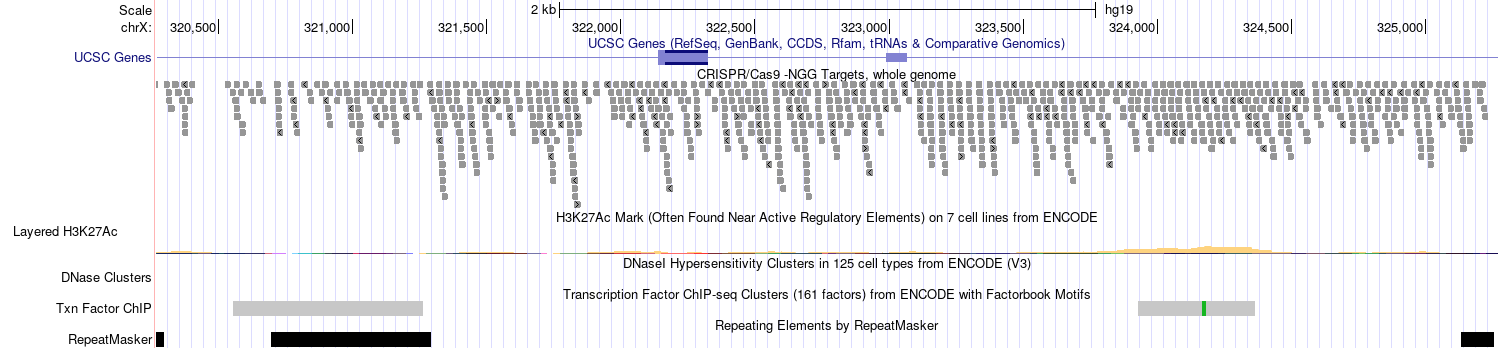 Scale 2 kb hg19
chrX: 320,500 321,000 321,500 322,000 322,500 323,000 323,500 324,000 324,500 325,000
UCSC Genes (RefSeq, GenBank, CCDS, Rfam, tRNAs & Comparative Genomics)
UCSC Genes
CRISPR/Cas9 -NGG Targets, whole genome
H3K27Ac Mark (Often Found Near Active Regulatory Elements) on 7 cell lines from ENCODE
Layered H3K27Ac
DNaseI Hypersensitivity Clusters in 125 cell types from ENCODE (V3)
DNase Clusters
Transcription Factor ChIP-seq Clusters (161 factors) from ENCODE with Factorbook Motifs
Txn Factor ChIP
Repeating Elements by RepeatMasker
RepeatMasker